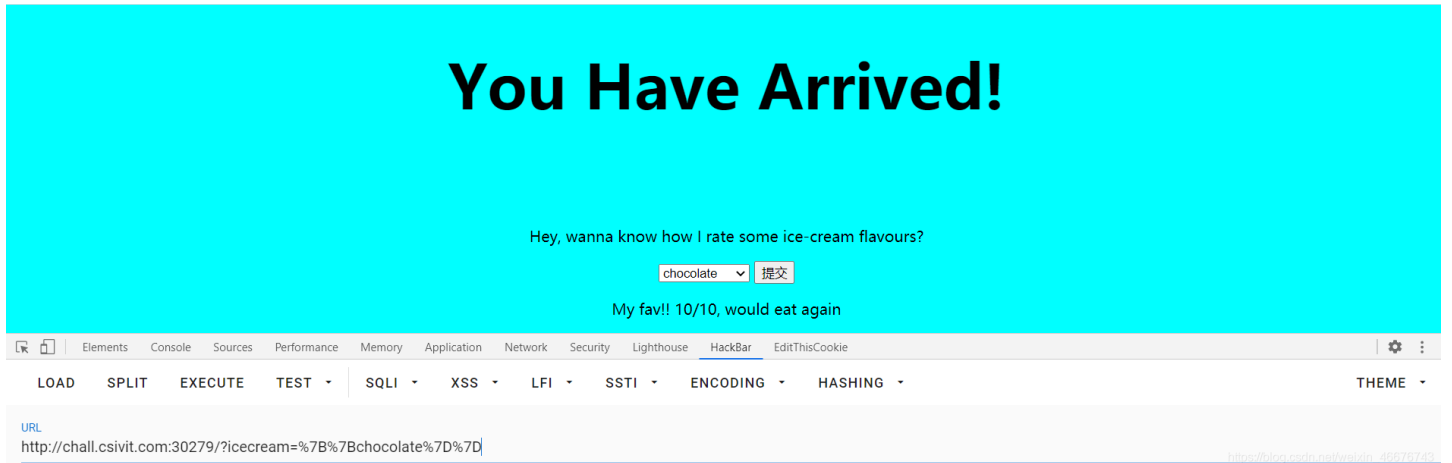 You Have Arrived!
Hey, wanna know how I rate some ice-cream flavours?
chocolate 提交
My fav!! 10/10, would eat again
Elements Console Sources Performance Memory Application Network Security Lighthouse HackBar EditThisCookie
LOAD SPLIT EXECUTE TEST SQLI XSS LFI SSTI ENCODING HASHING THEME
URL
http://chall.csivit.com:30279/?icecream=%7B%7Bchocolate%7D%7D
https://blog.csdn.net/weixin_46676743